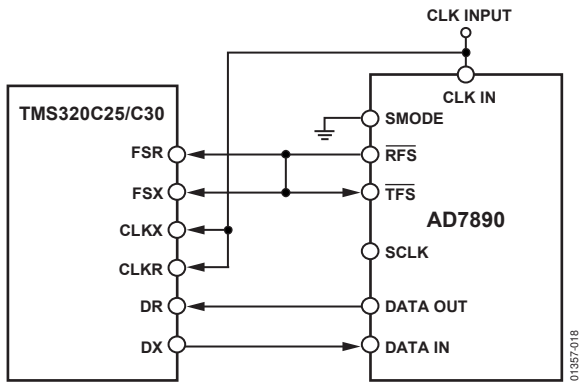 CLK INPUT
TMS320C25/C30
CLK IN
SMODE
FSR
RFS
FSX
TFS
AD7890
CLKX
SCLK
CLKR
DR
DATA OUT
DX
DATA IN
01357-018